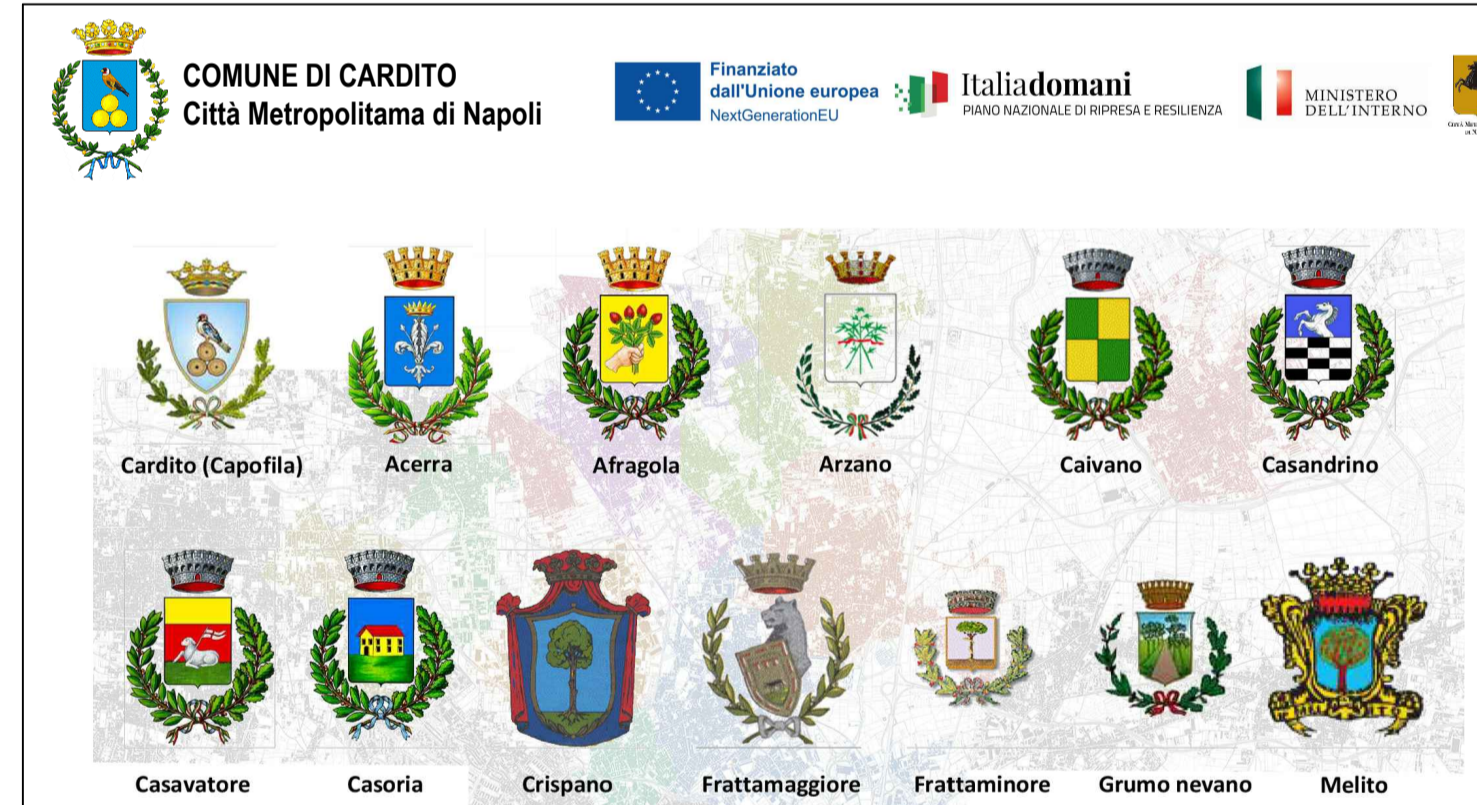 COMUNE DI CARDITO
Città Metropolitama di Napoli
Finanziato
dall'Unione europea
NextGenerationEU
Italiadomani
PIANO NAZIONALE DI RIPRESA E RESILIENZA
MINISTERO
DELL'INTERNO
Cardito (Capofila) Acerra Afragola Arzano Caivano Casandrino
Casavatore Casoria Crispano Frattamaggiore Frattaminore Grumo nevano Melito